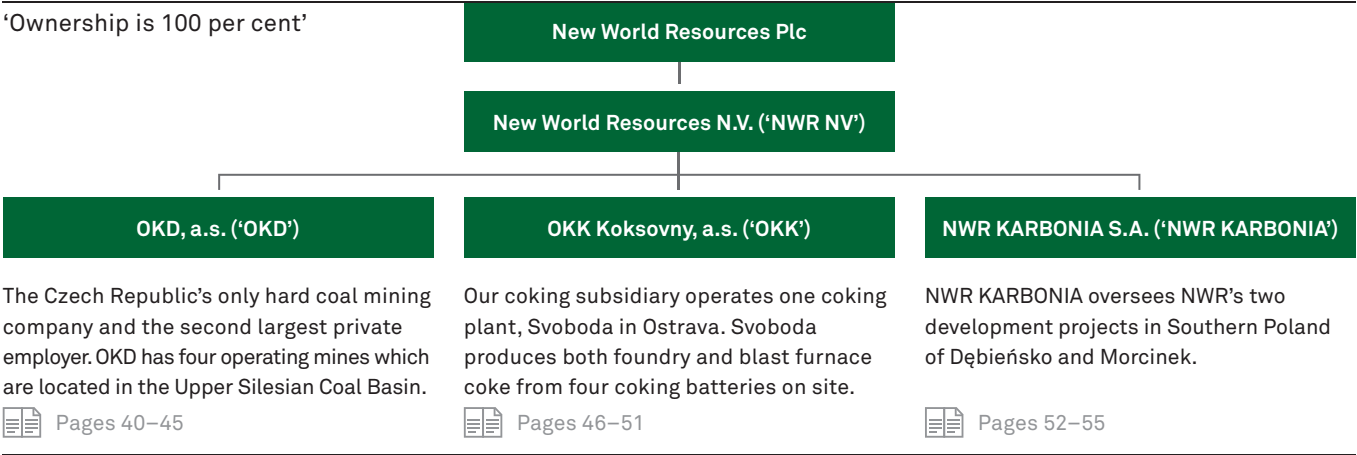 ‘Ownership is 100 per cent’
New World Resources Plc
New World Resources N.V. (‘NWR NV’)
OKD, a.s. (‘OKD’)
The Czech Republic’s only hard coal mining
company and the second largest private
employer. OKD has four operating mines which
are located in the Upper Silesian Coal Basin.
Pages 40–45
OKK Koksovny, a.s. (‘OKK’)
Our coking subsidiary operates one coking
plant, Svoboda in Ostrava. Svoboda
produces both foundry and blast furnace
coke from four coking batteries on site.
Pages 46–51
NWR KARBONIA S.A. (‘NWR KARBONIA’)
NWR KARBONIA oversees NWR’s two
development projects in Southern Poland
of Dębieńsko and Morcinek.
Pages 52–55